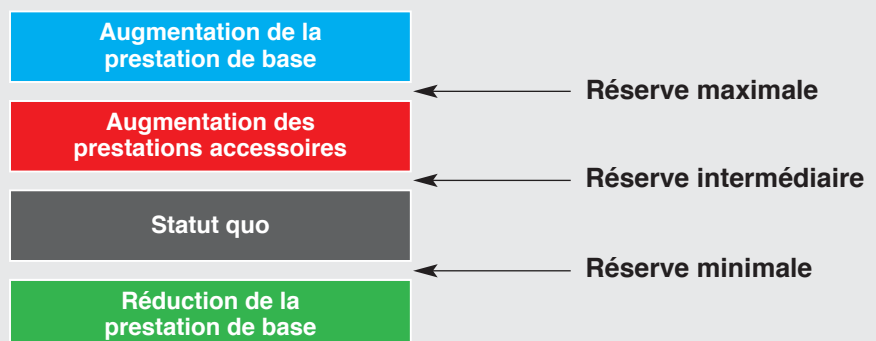 Augmentation de la
prestation de base
Réserve maximale
Augmentation des
prestations accessoires
Réserve intermédiaire
Statut quo
Réserve minimale
Réduction de la
prestation de base